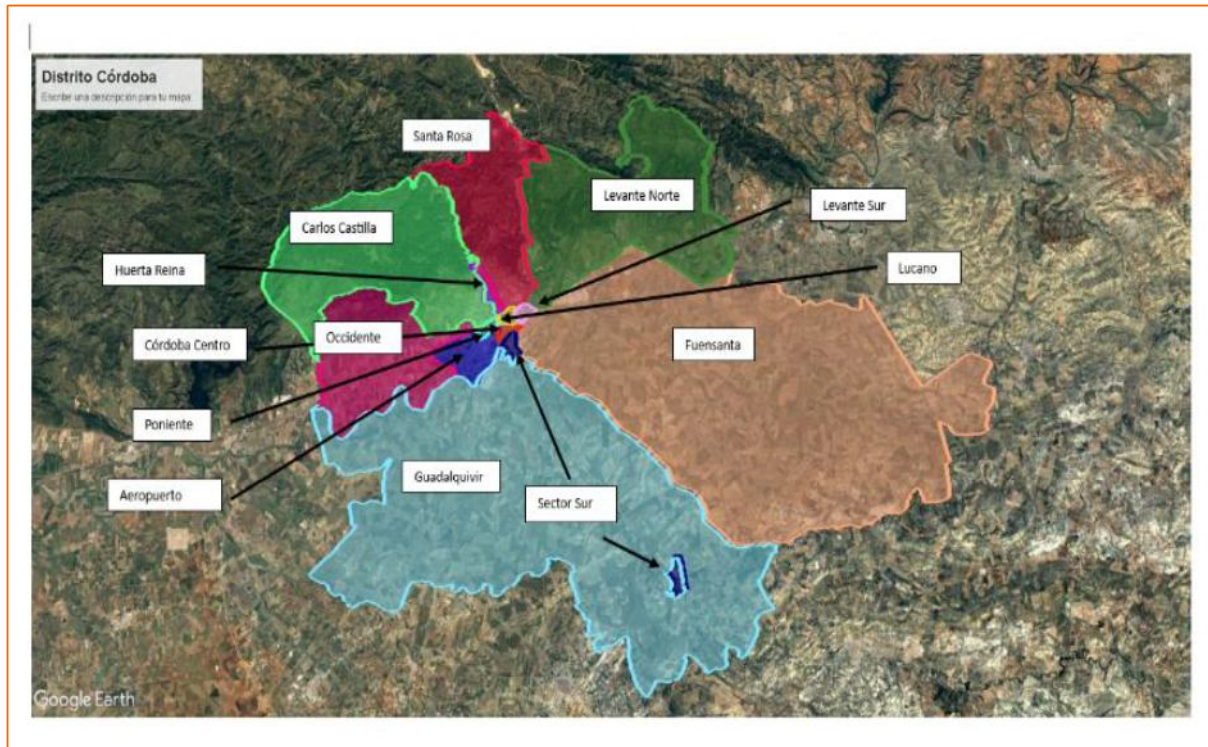 Distrito Córdoba
Escribe una descripción para tu mapa
Santa Rosa
Levante Norte
Levante Sur
Carlos Castilla
Huerta Reina
Lucano
Córdoba Centro
Occidente
Fuensanta
Poniente
Guadalquivir
Aeropuerto
Sector Sur
Google Earth